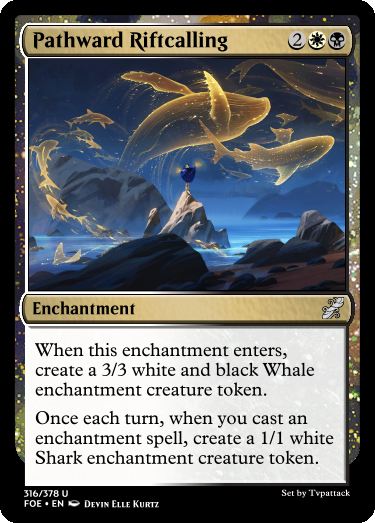 Pathward Riftcalling 2
Enchantment
When this enchantment enters,
create a 3/3 white and black Whale
enchantment creature token.
Once each turn, when you cast an
enchantment spell, create a 1/1 white
Shark enchantment creature token.
316/378 U
FOE • EN Devin Elle Kurtz
Set by Tvpattack